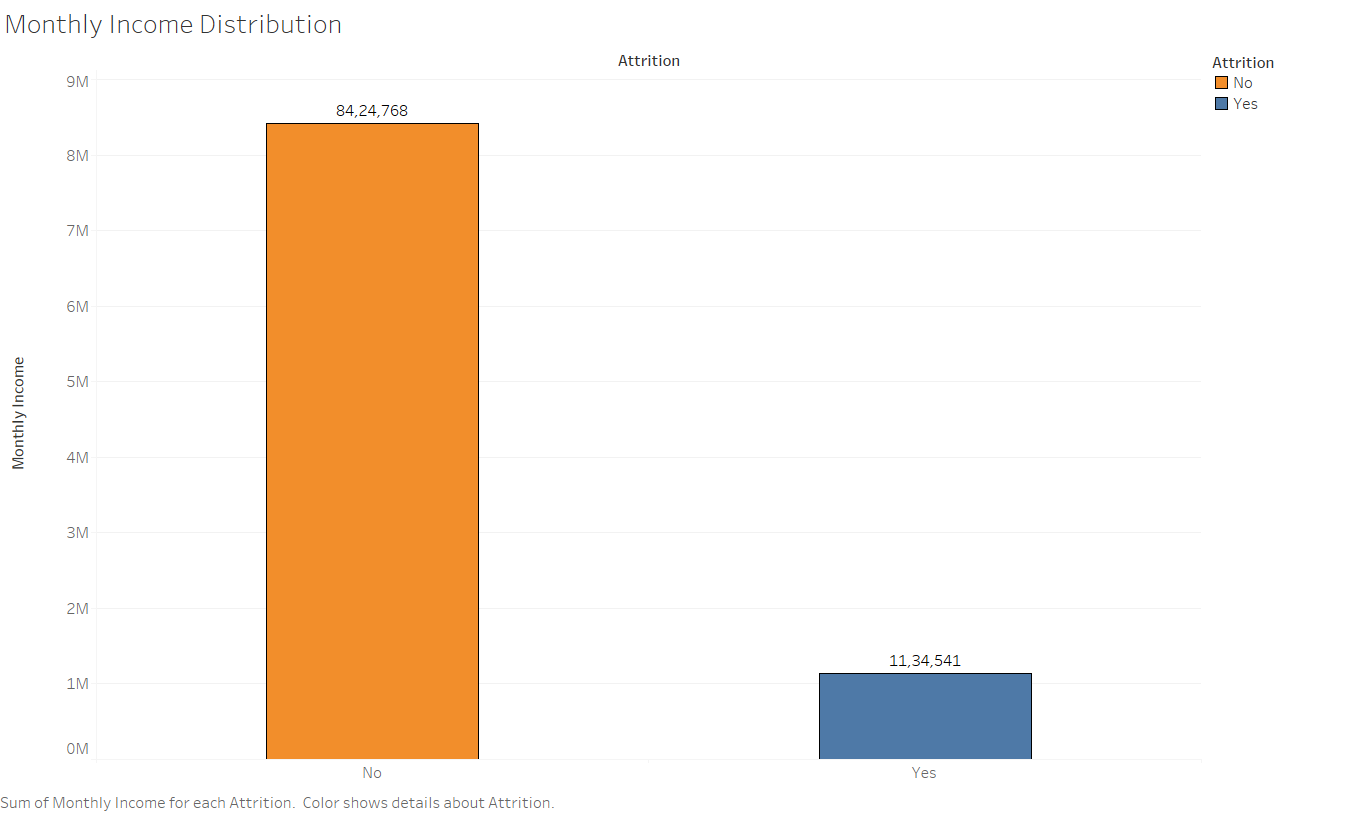 Monthly Income Distribution
Attrition
Attrition
No
Yes
9M
8M
7M
6M
5M
4M
3M
2M
1M
0M
Monthly Income
84,24,768
11,34,541
No
Yes
Sum of Monthly Income for each Attrition. Color shows details about Attrition.